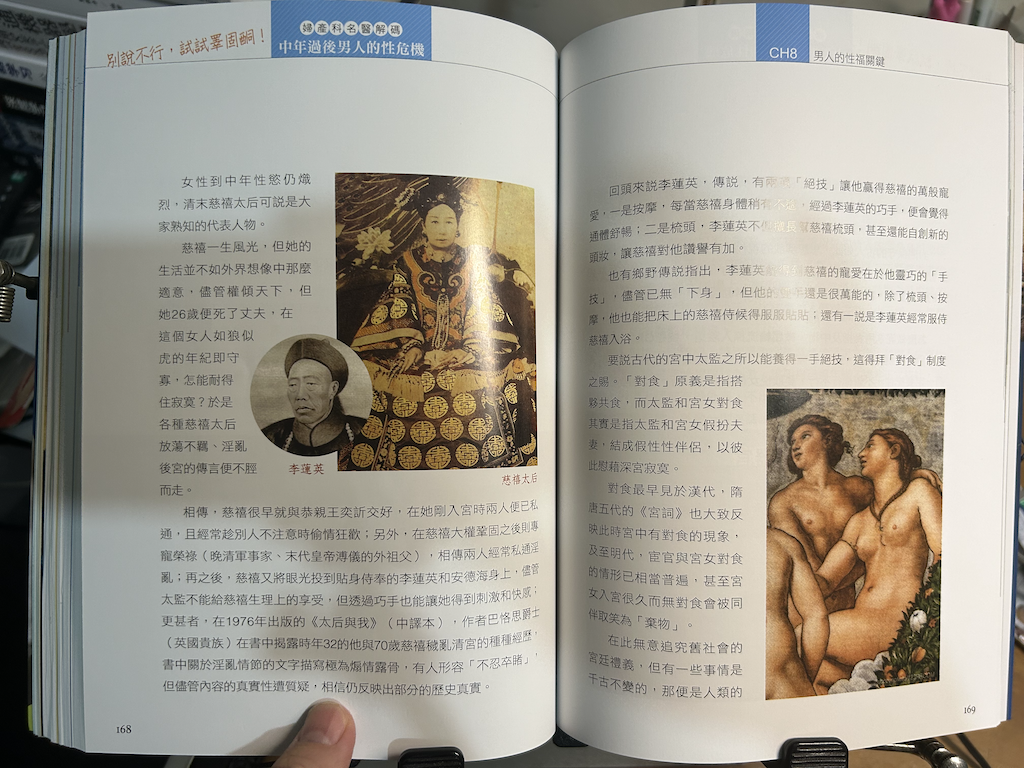 別說不行，試試睪固酮！
婦產科名醫解碼
中年過後男人的性危機
女性到中年性慾仍熾
烈，清末慈禧太后可說是大
家熟知的代表人物。
慈禧一生風光，但她的
生活並不如外界想像中那麼
適意，儘管權傾天下，但
她26歲便死了丈夫，在
這個女人如狼似
虎的年紀即守
寡，怎能耐得
住寂寞？於是
各種慈禧太后
放蕩不羈、淫亂
後宮的傳言便不脛
而走。
李蓮英
慈禧太后
相傳，慈禧很早就與恭親王奕訢交好，在她剛入宮時兩人便已私
通，且經常趁別人不注意時偷情狂歡；另外，在慈禧大權鞏固之後則專
寵榮祿（晚清軍事家、末代皇帝溥儀的外祖父），相傳兩人經常私通淫
亂；再之後，慈禧又將眼光投到貼身侍奉的李蓮英和安德海身上，儘管
太監不能給慈禧生理上的享受，但透過巧手也能讓她得到刺激和快感；
更甚者，在1976年出版的《太后與我》（中譯本），作者巴恪思爵士
（英國貴族）在書中揭露時年32的他與70歲慈禧穢亂清宮的種種經歷，
書中關於淫亂情節的文字描寫極為煽情露骨，有人形容「不忍卒睹」，
但儘管內容的真實性遭質疑，相信仍反映出部分的歷史真實。
168
CH8
男人的性福關鍵
回頭來說李蓮英，傳說，有兩項「絕技」讓他贏得慈禧的萬般寵
愛，一是按摩，每當慈禧身體稍有，經過李蓮英的巧手，便會覺得
通體舒暢；二是梳頭，李蓮英不僅擅長幫慈禧梳頭，甚至還能自創新的
頭妝，讓慈禧對他讚譽有加。
也有鄉野傳說指出，李蓮英慈禧的寵愛在於他靈巧的「手
技」，儘管已無「下身」，但他的還是很萬能的，除了梳頭、按
摩，他也能把床上的慈禧侍候得服服貼貼；還有一說是李蓮英經常服侍
慈禧入浴。
要說古代的宮中太監之所以能養得一手絕技，這得拜「對食」制度
之賜。「對食」原義是指搭
夥共食，而太監和宮女對食
其實是指太監和宮女假扮夫
妻，結成假性性伴侶，以彼
此慰藉深宮寂寞。
對食最早見於漢代，隋
唐五代的《宮詞》也大致反
映此時宮中有對食的現象，
及至明代，宦官與宮女對食
的情形已相當普遍，甚至宮
女入宮很久而無對食會被同
伴取笑為「棄物」。
在此無意追究舊社會的
宮廷禮義，但有一些事情是
千古不變的，那便是人類的
169